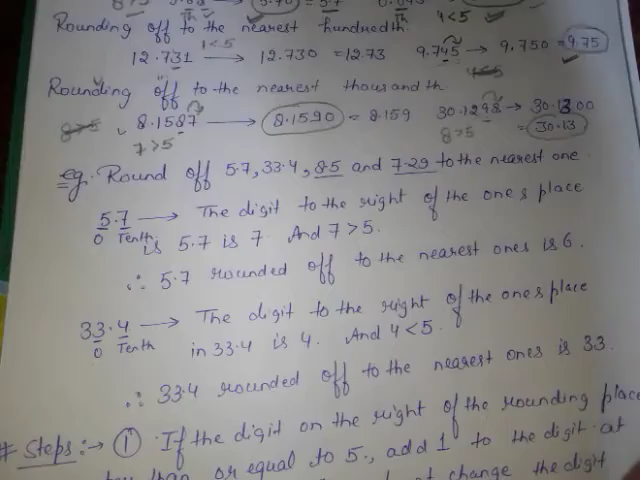 Rounding off to the nearest hundredth.
12.731 → 12.730 = 12.73 9.745 → 9.750 = 9.75
1<5
4<5
Rounding off to the nearest thousandth
8>5 8.1587 → 8.1590 = 8.159 30.1298 → 30.1300
7>5 8>5 = 30.13
eg. Round off 5.7, 33.4, 8.5 and 7.29 to the nearest one.
5.7 → The digit to the right of the ones place
O Tenth is 5.7 is 7. And 7>5.
∴ 5.7 rounded off to the nearest ones is 6.
33.4 → The digit to the right of the ones place
O Tenth in 33.4 is 4. And 4<5.
∴ 33.4 rounded off to the nearest ones is 33.
# Steps:→ ① If the digit on the right of the rounding place
than or equal to 5, add 1 to the digit at
change the digit